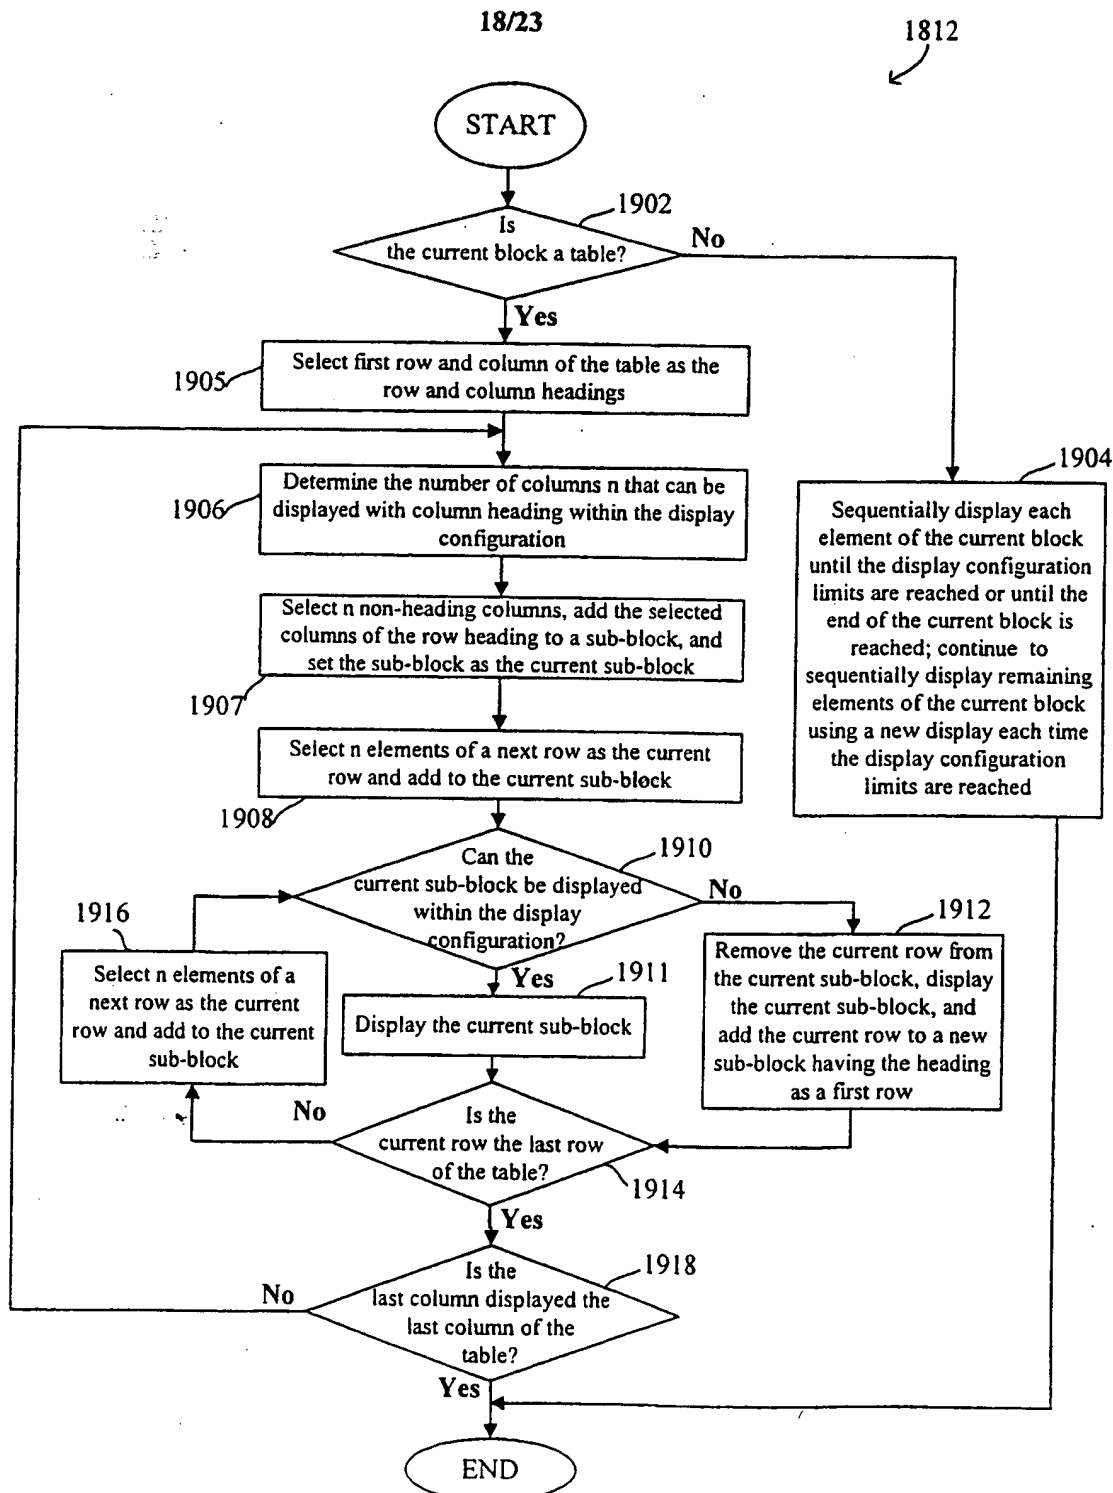 18/23
1812
START
1902
Is
the current block a table?
No
Yes
1905
Select first row and column of the table as the
row and column headings
1906
Determine the number of columns n that can be
displayed with column heading within the display
configuration
1904
Sequentially display each
element of the current block
until the display configuration
limits are reached or until the
end of the current block is
reached; continue to
sequentially display remaining
elements of the current block
using a new display each time
the display configuration
limits are reached
Select n non-heading columns, add the selected
columns of the row heading to a sub-block, and
set the sub-block as the current sub-block
1907
Select n elements of a next row as the current
row and add to the current sub-block
1908
1910
Can the
current sub-block be displayed
within the display
configuration?
No
Yes
1916
Select n elements of a
next row as the current
row and add to the current
sub-block
1911
Display the current sub-block
1912
Remove the current row from
the current sub-block, display
the current sub-block, and
add the current row to a new
sub-block having the heading
as a first row
No
Is the
current row the last row
of the table?
1914
Yes
1918
Is the
last column displayed the
last column of the
table?
No
Yes
END